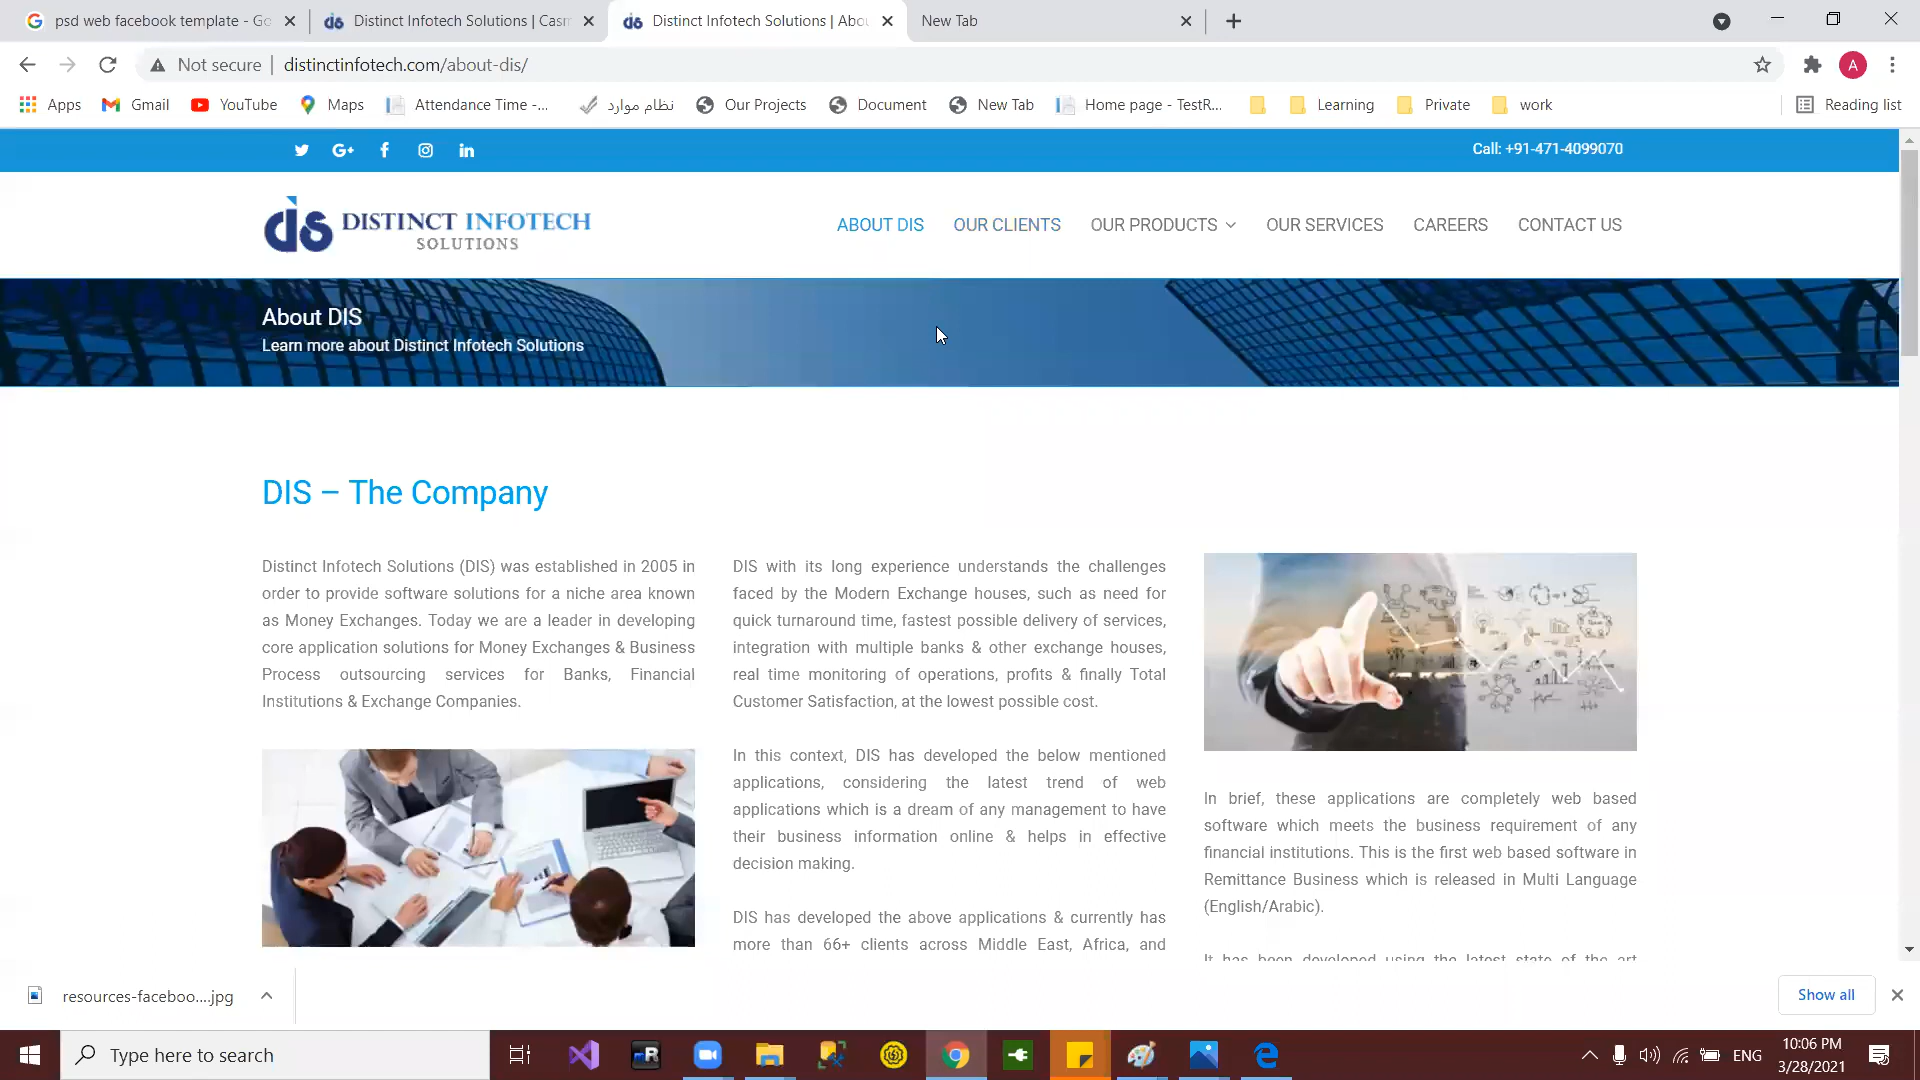 psd web facebook template - Go
Distinct Infotech Solutions | Casm
Distinct Infotech Solutions | Abou
New Tab
Not secure
distinctinfotech.com/about-dis/
Apps
Gmail
YouTube
Maps
Attendance Time -...
نظام موارد
Our Projects
Document
New Tab
Home page - TestR...
Learning
Private
work
Reading list
Call: +91-471-4099070
dis DISTINCT INFOTECH
SOLUTIONS
ABOUT DIS
OUR CLIENTS
OUR PRODUCTS
OUR SERVICES
CAREERS
CONTACT US
About DIS
Learn more about Distinct Infotech Solutions
DIS – The Company
Distinct Infotech Solutions (DIS) was established in 2005 in
order to provide software solutions for a niche area known
as Money Exchanges. Today we are a leader in developing
core application solutions for Money Exchanges & Business
Process outsourcing services for Banks, Financial
Institutions & Exchange Companies.
DIS with its long experience understands the challenges
faced by the Modern Exchange houses, such as need for
quick turnaround time, fastest possible delivery of services,
integration with multiple banks & other exchange houses,
real time monitoring of operations, profits & finally Total
Customer Satisfaction, at the lowest possible cost.
In this context, DIS has developed the below mentioned
applications, considering the latest trend of web
applications which is a dream of any management to have
their business information online & helps in effective
decision making.
DIS has developed the above applications & currently has
more than 66+ clients across Middle East, Africa, and
In brief, these applications are completely web based
software which meets the business requirement of any
financial institutions. This is the first web based software in
Remittance Business which is released in Multi Language
(English/Arabic).
It has been developed using the latest state of the art
resources-faceboo....jpg
Show all
Type here to search
ENG
10:06 PM
3/28/2021